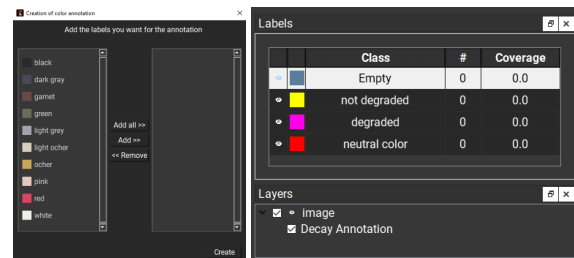 Creation of color annotation
Add the labels you want for the annotation
black
dark gray
garnet
green
light grey
light ocher
ocher
pink
red
white
Add all >>
Add >>
<< Remove
Create
Labels
Class # Coverage
Empty 0 0.0
not degraded 0 0.0
degraded 0 0.0
neutral color 0 0.0
Layers
image
Decay Annotation